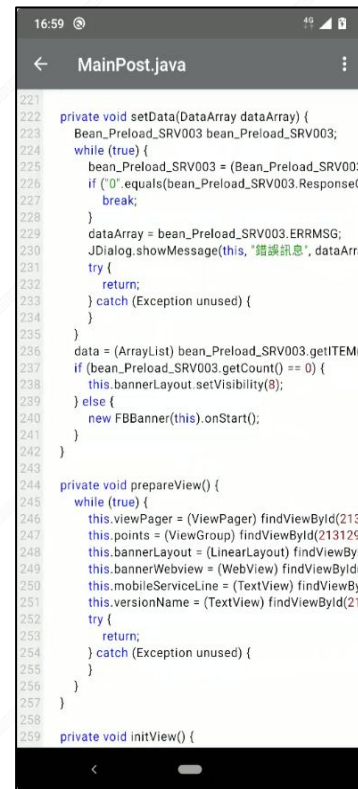 16:59 4G
MainPost.java
221
222 private void setData(DataArray dataArray) {
223 Bean_Preload_SRV003 bean_Preload_SRV003;
224 while (true) {
225 bean_Preload_SRV003 = (Bean_Preload_SRV003
226 if ("0".equals(bean_Preload_SRV003.ResponseC
227 break;
228 }
229 dataArray = bean_Preload_SRV003.ERRMSG;
230 JDialog.showMessage(this, "錯誤訊息", dataArr
231 try {
232 return;
233 } catch (Exception unused) {
234 }
235 }
236 data = (ArrayList) bean_Preload_SRV003.getITEM
237 if (bean_Preload_SRV003.getCount() == 0) {
238 this.bannerLayout.setVisibility(8);
239 } else {
240 new FBBanner(this).onStart();
241 }
242 }
243
244 private void prepareView() {
245 while (true) {
246 this.viewPager = (ViewPager) findViewById(213
247 this.points = (ViewGroup) findViewById(213129
248 this.bannerLayout = (LinearLayout) findViewBy
249 this.bannerWebview = (WebView) findViewById
250 this.mobileServiceLine = (TextView) findViewBy
251 this.versionName = (TextView) findViewById(21
252 try {
253 return;
254 } catch (Exception unused) {
255 }
256 }
257 }
258
259 private void initView() {